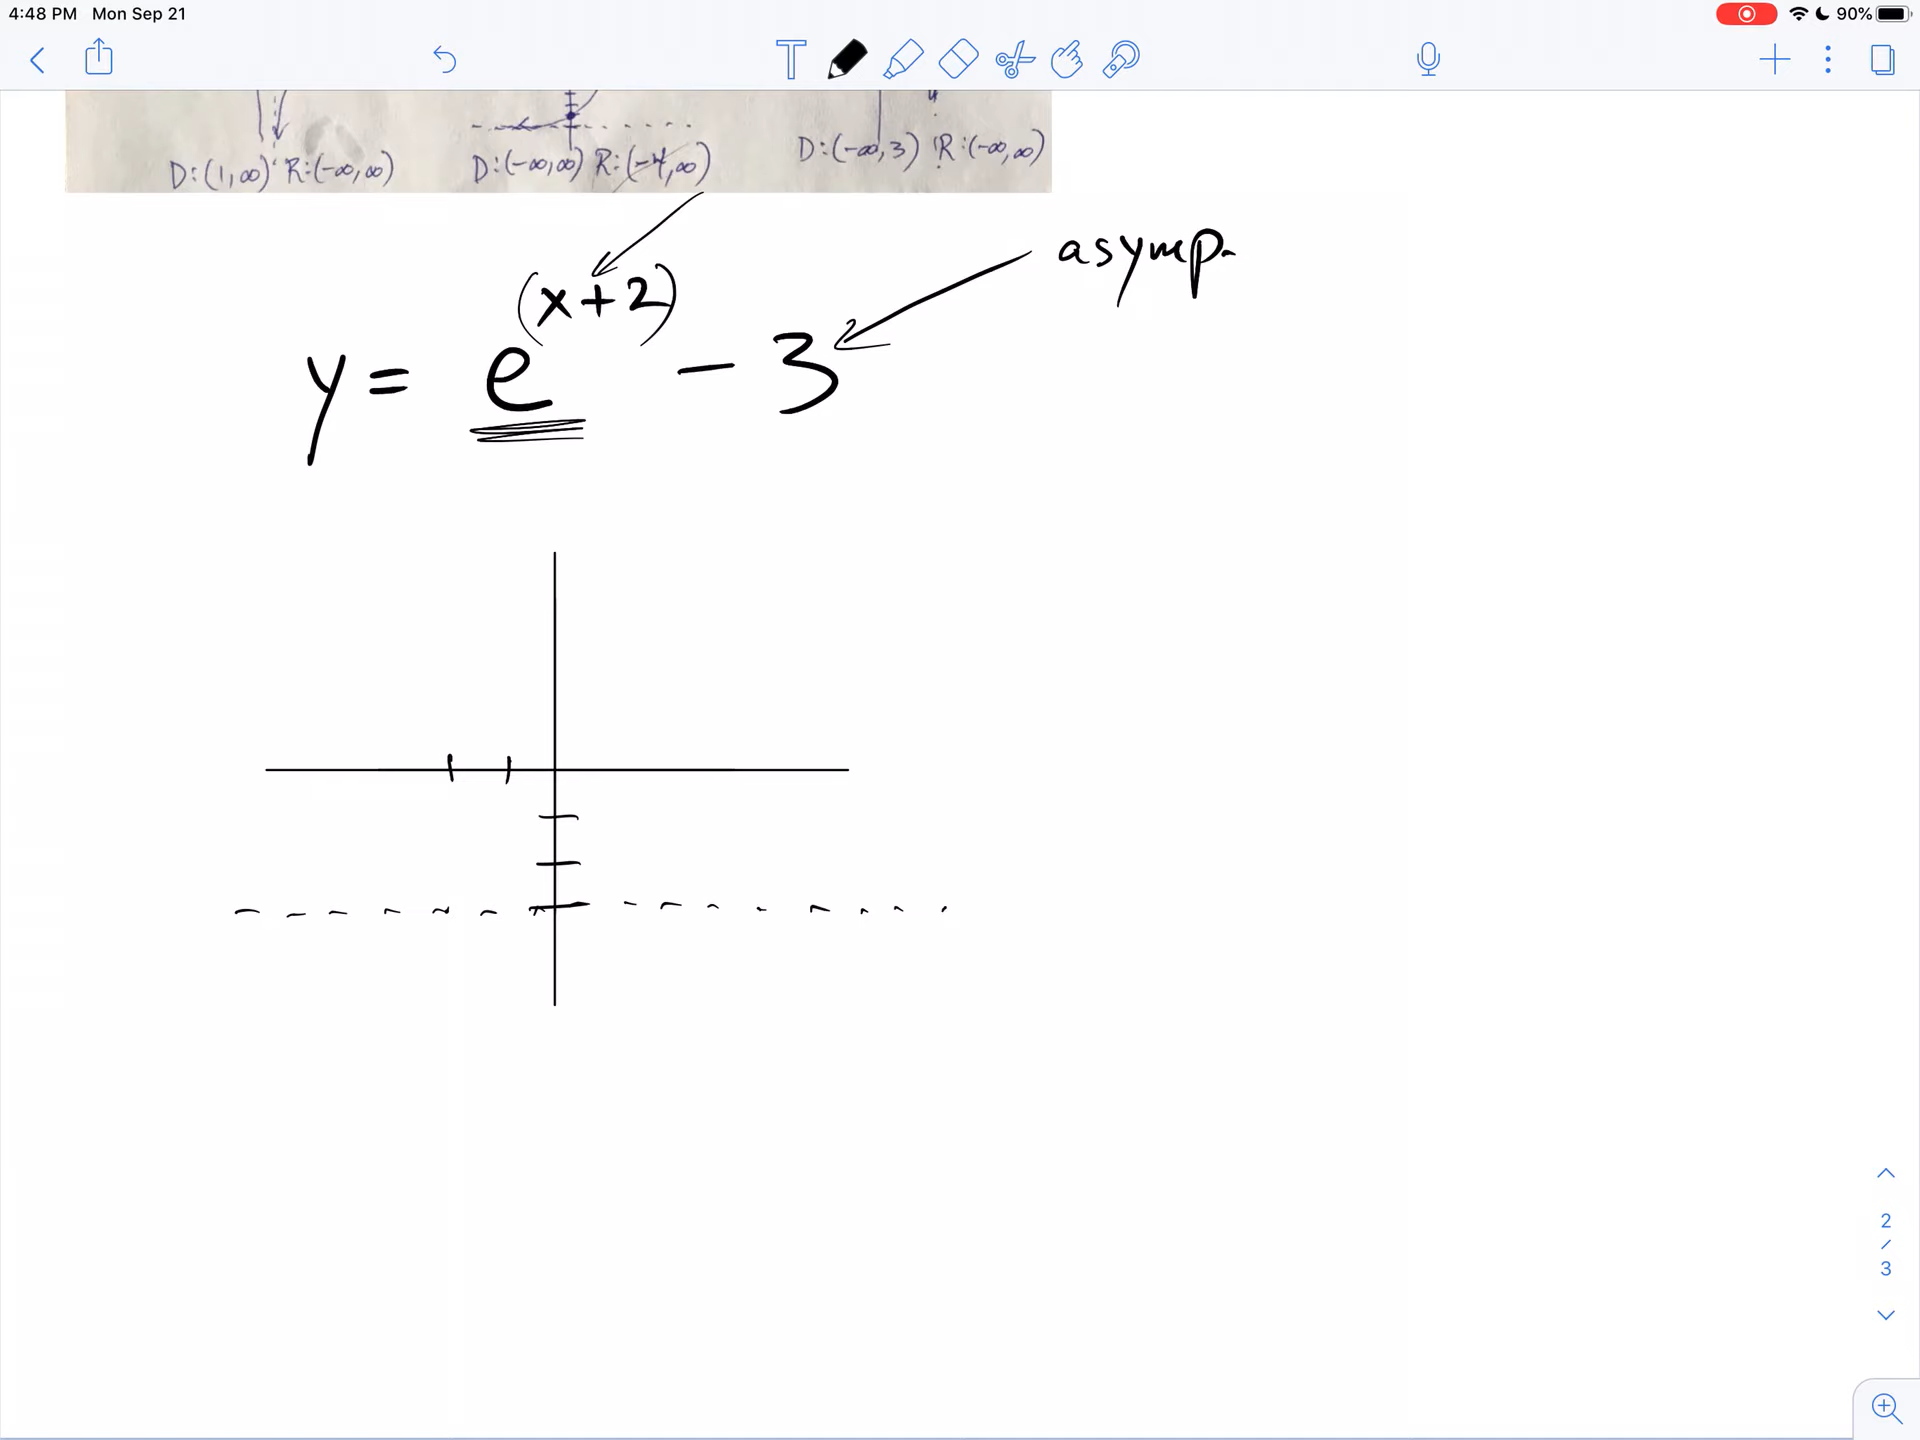 4:48 PM Mon Sep 21
90%
T
D:(1,∞) R:(-∞,∞)
D:(-∞,∞) R:(-4,∞)
D:(-∞,3) R:(-∞,∞)
asymp.
y = e^(x+2) - 3
2
/
3